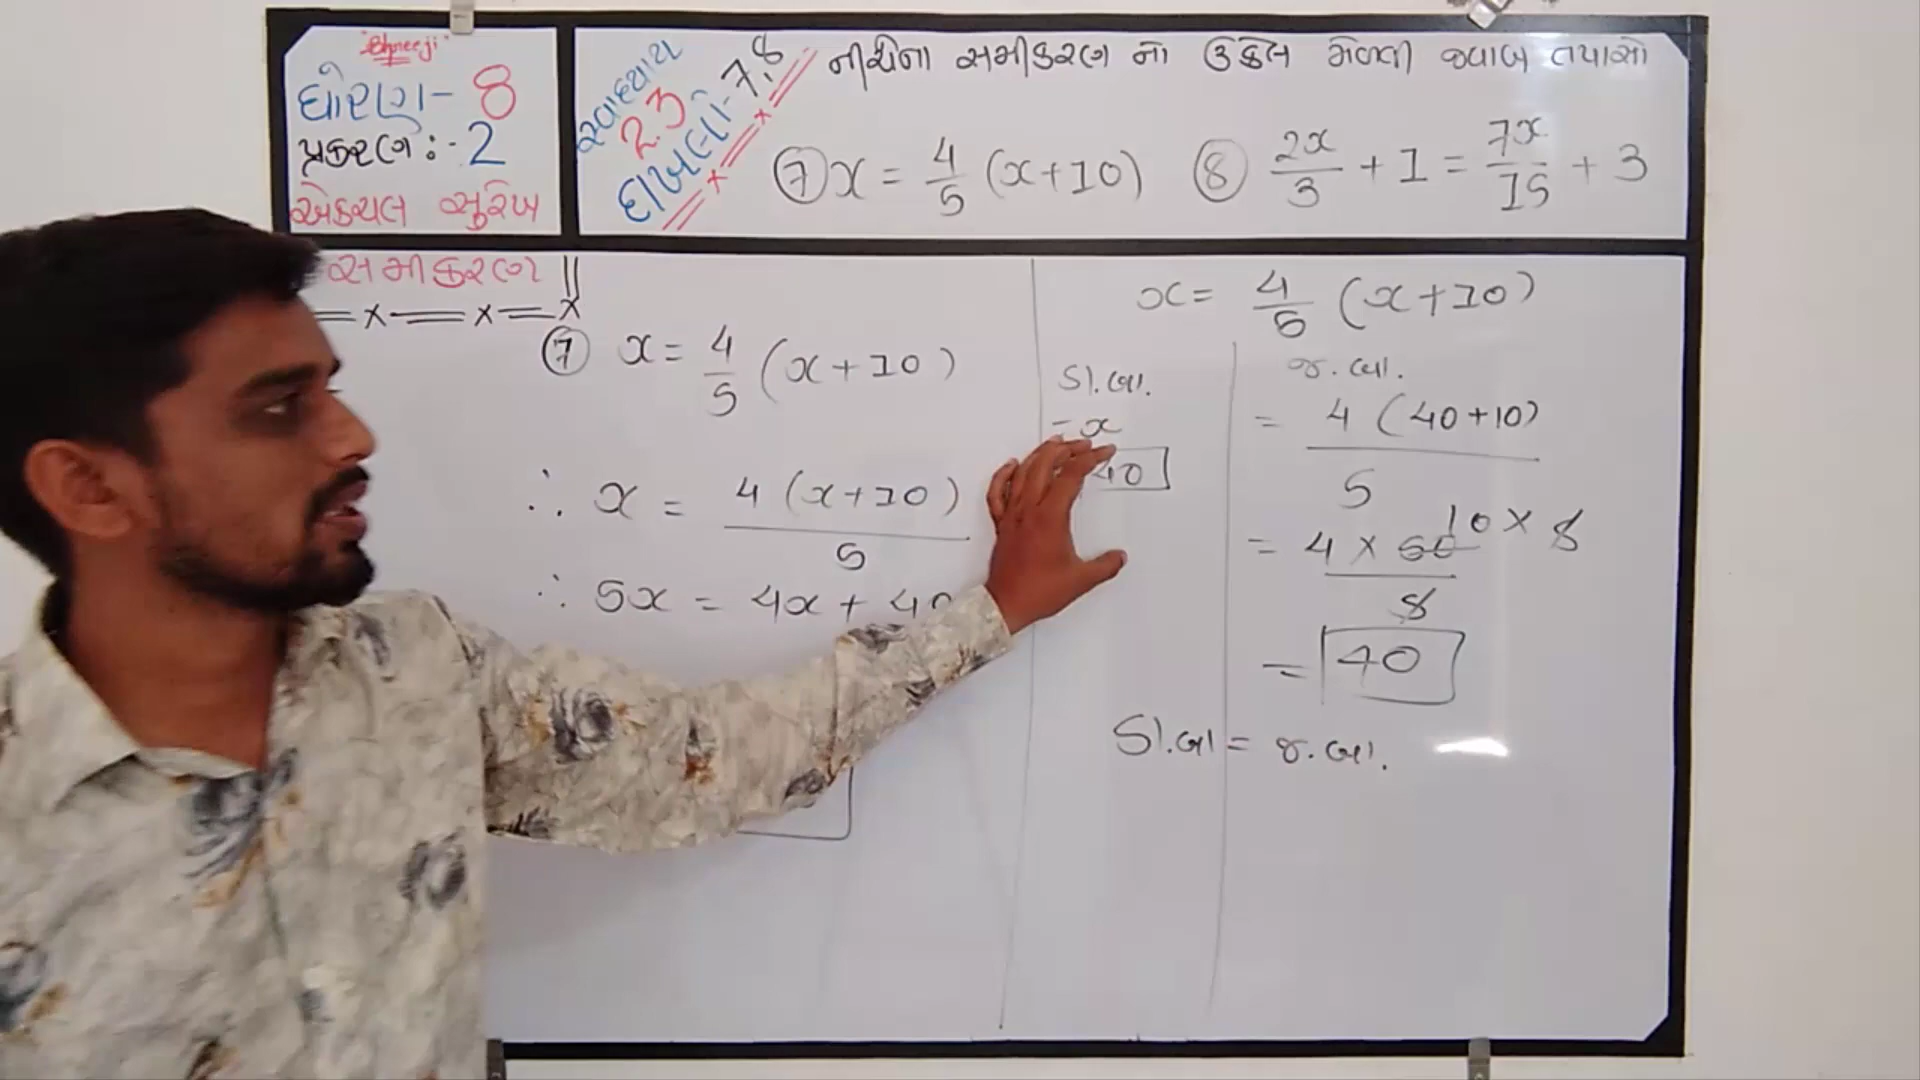 "Shreeji"
ધોરણ- 8
પ્રકરણ :- 2
એકચલ સુરેખ
સમીકરણ ||
=x==x==x
સ્વાધ્યાય
2.3
દાખલો- 7,8
=x==x=
નીચેના સમીકરણ નો ઉકેલ મેળવી જવાબ તપાસો
⑦ x = 4/5 (x+10) ⑧ 2x/3 + 1 = 7x/15 + 3
⑦ x = 4/5 (x+10)
∴ x = 4 (x+10)/5
∴ 5x = 4x + 40
x = 4/5 (x+10)
ડા.બા.
= x
40
જ.બા.
= 4 (40+10)/5
= 4 × 50 10 × 5/5
= 40
ડા.બા = જ.બા.